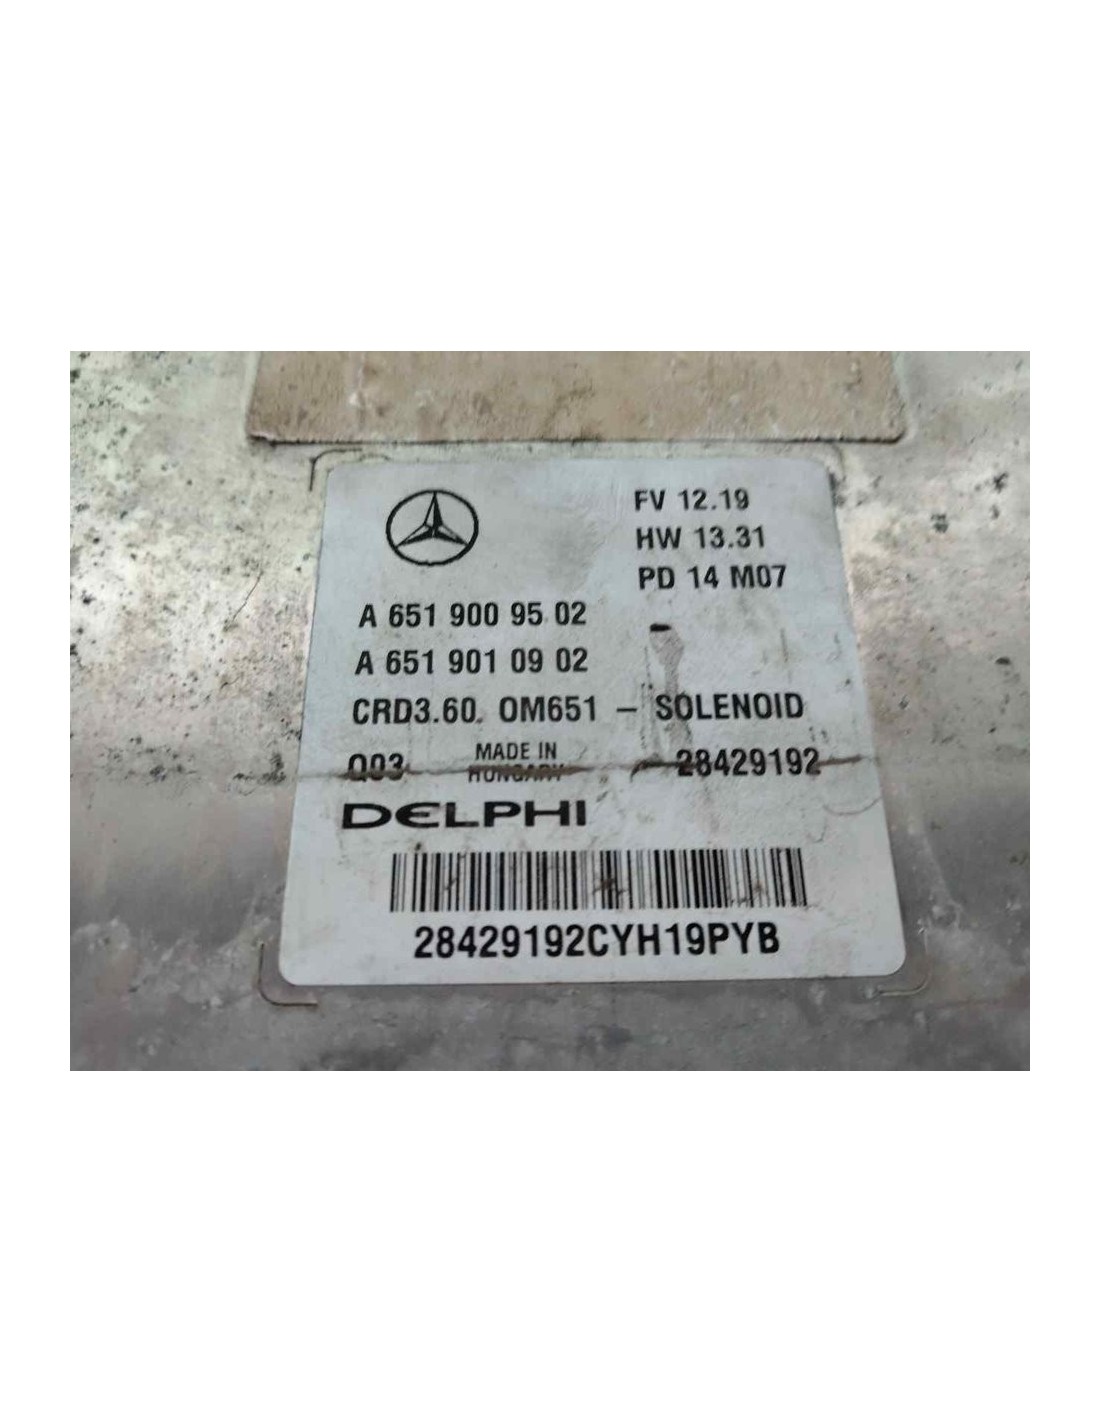 FV 12.19
HW 13.31
PD 14 M07
A 651 900 95 02
A 651 901 09 02
CRD3.60. OM651 – SOLENOID
Q03 MADE IN HUNGARY 28429192
DELPHI
28429192CYH19PYB